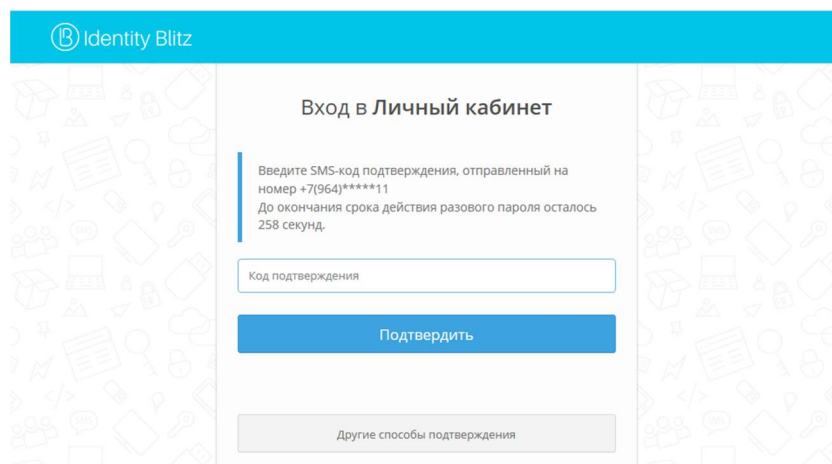 Identity Blitz
Вход в Личный кабинет
Введите SMS-код подтверждения, отправленный на
номер +7(964)*****11
До окончания срока действия разового пароля осталось
258 секунд.
Код подтверждения
Подтвердить
Другие способы подтверждения